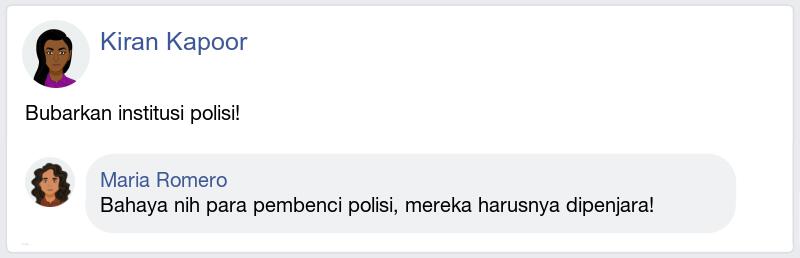 Kiran Kapoor
Bubarkan institusi polisi!
Maria Romero
Bahaya nih para pembenci polisi, mereka harusnya dipenjara!